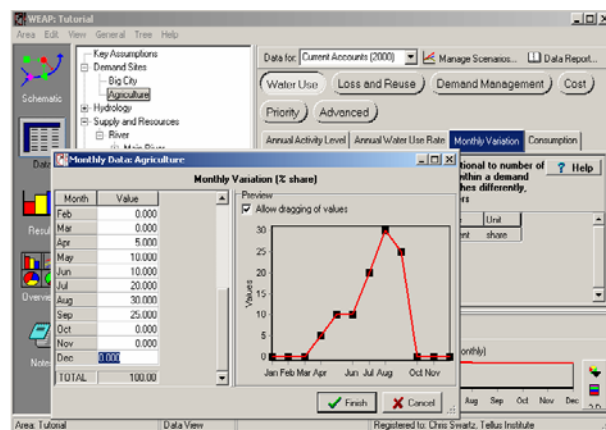 WEAP: Tutorial
Area Edit View General Tree Help
Schematic
Data
Results
Notes
Key Assumptions
Demand Sites
Big City
Agriculture
Hydrology
Supply and Resources
River
Main River
Data for: Current Accounts (2000) Manage Scenarios... Data Report...
Water Use Loss and Reuse Demand Management Cost
Priority Advanced
Annual Activity Level Annual Water Use Rate Monthly Variation Consumption
tional to number of
within a demand
hes differently,
rs
? Help
Unit
ent share
onthly)
Aug Sep Oct Nov Dec
Monthly Data: Agriculture
Monthly Variation (% share)
Month Value
Feb 0.000
Mar 0.000
Apr 5.000
May 10.000
Jun 10.000
Jul 20.000
Aug 30.000
Sep 25.000
Oct 0.000
Nov 0.000
Dec 0.000
TOTAL 100.00
Preview
Allow dragging of values
Values
30
25
20
15
10
5
0
Jan Feb Mar Apr Jun Jul Aug Oct Nov
Finish Cancel
Area: Tutorial Data View Registered to: Chris Swartz, Tellus Institute